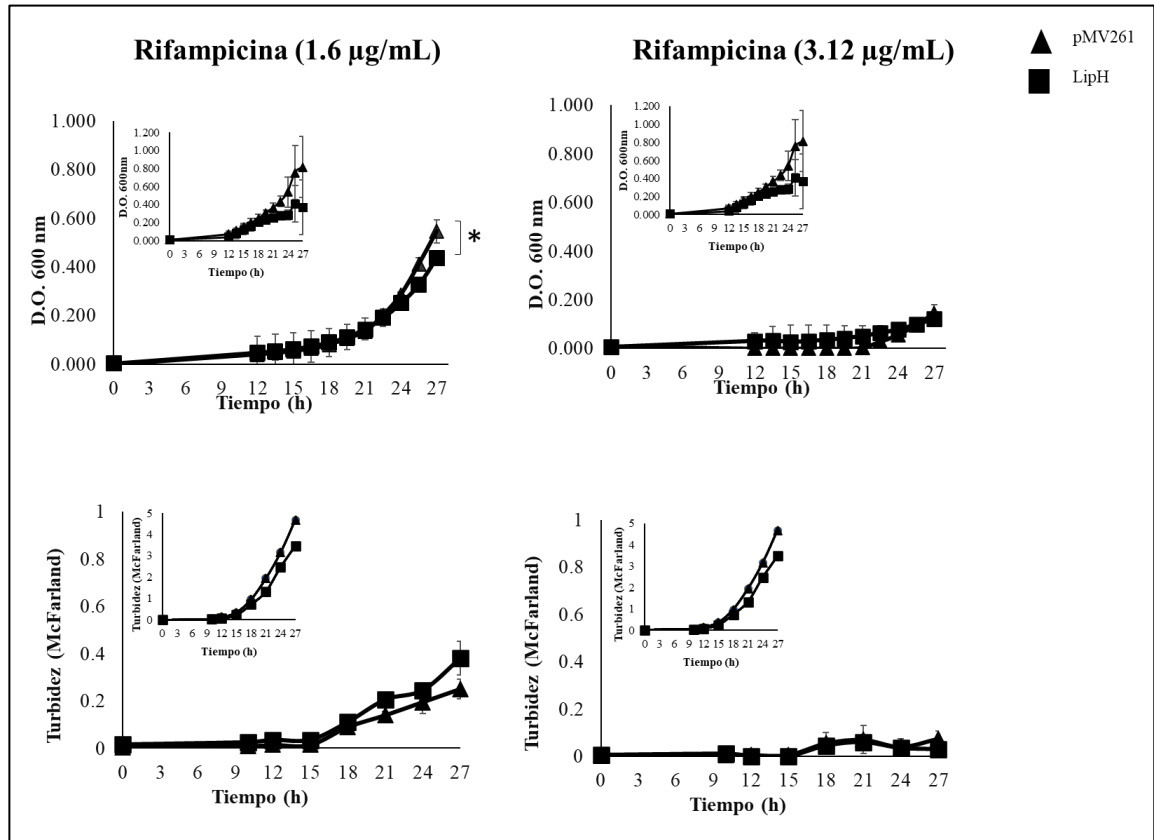 Rifampicina (1.6 µg/mL)
Rifampicina (3.12 µg/mL)
pMV261
LipH
D.O. 600 nm
1.000
0.800
0.600
0.400
0.200
0.000
0 3 6 9 12 15 18 21 24 27
Tiempo (h)
*
D.O. 600nm
1.200
1.000
0.800
0.600
0.400
0.200
0.000
0 3 6 9 12 15 18 21 24 27
Tiempo (h)
D.O. 600 nm
1.000
0.800
0.600
0.400
0.200
0.000
0 3 6 9 12 15 18 21 24 27
Tiempo (h)
D.O. 600nm
1.200
1.000
0.800
0.600
0.400
0.200
0.000
0 3 6 9 12 15 18 21 24 27
Tiempo (h)
Turbidez (McFarland)
1
0.8
0.6
0.4
0.2
0
0 3 6 9 12 15 18 21 24 27
Tiempo (h)
Turbidez (McFarland)
5
4
3
2
1
0
0 3 6 9 12 15 18 21 24 27
Tiempo (h)
Turbidez (McFarland)
1
0.8
0.6
0.4
0.2
0
0 3 6 9 12 15 18 21 24 27
Tiempo (h)
Turbidez (McFarland)
5
4
3
2
1
0
0 3 6 9 12 15 18 21 24 27
Tiempo (h)